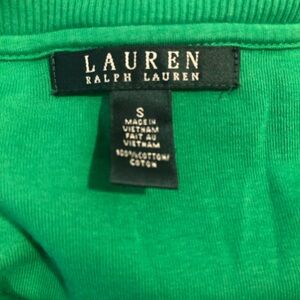 LAUREN
RALPH LAUREN
S
MADE IN
VIETNAM
FAIT AU
VIETNAM
100%COTTON/
COTON